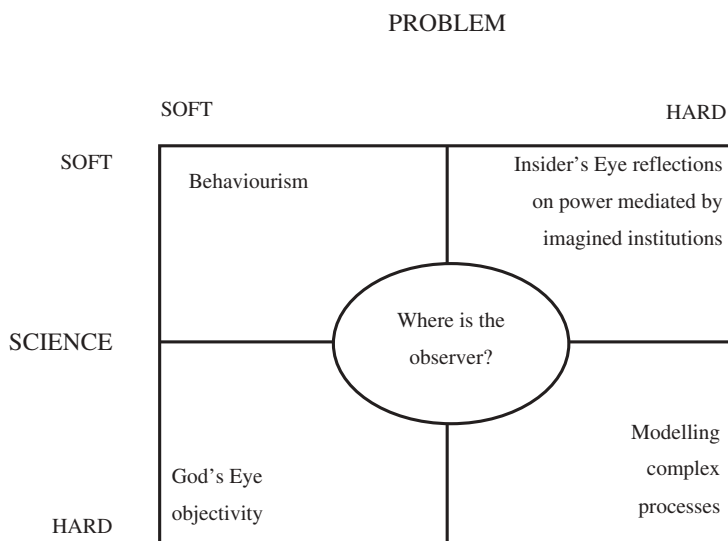 PROBLEM
SOFT
HARD
SOFT
Behaviourism
Insider’s Eye reflections
on power mediated by
imagined institutions
SCIENCE
Where is the
observer?
God’s Eye
objectivity
Modelling
complex
processes
HARD